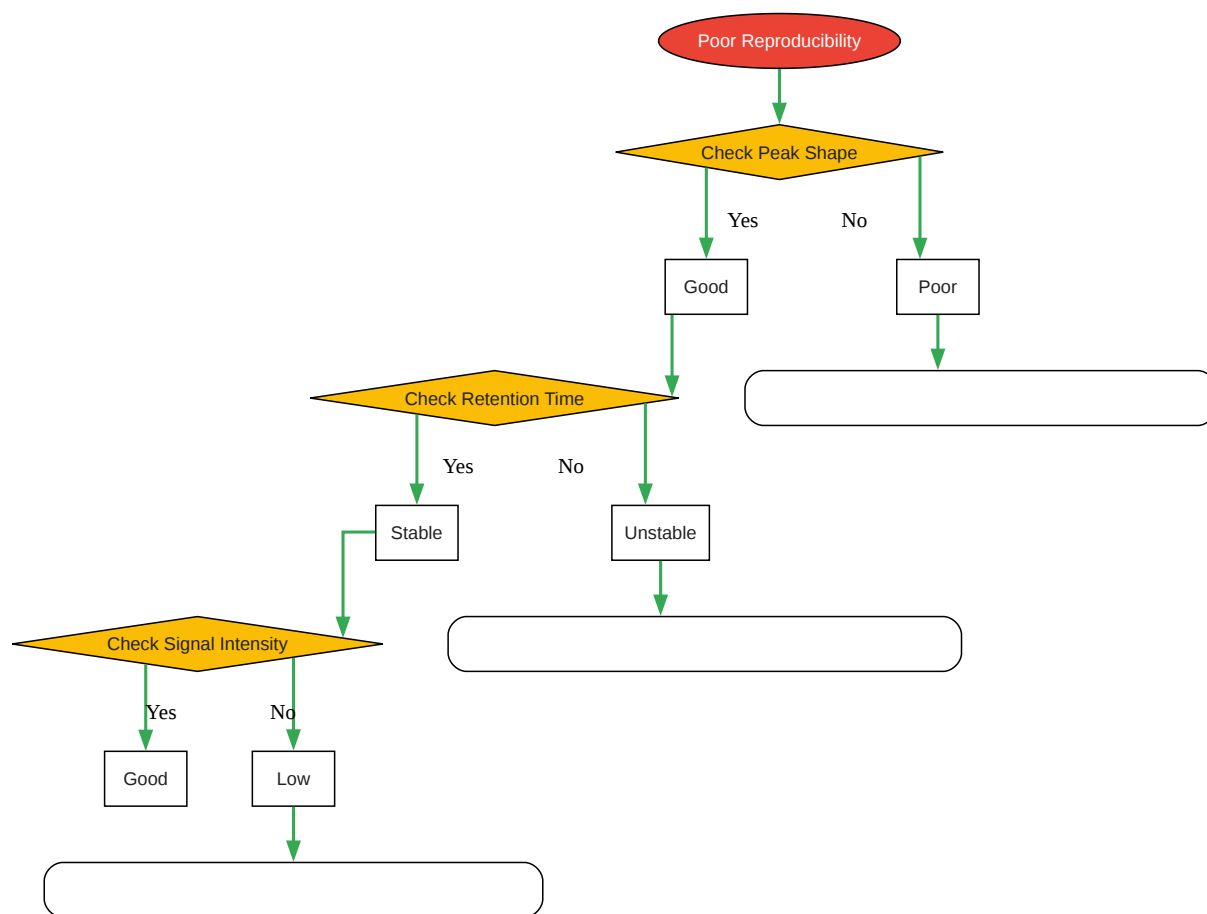 Poor Reproducibility
Check Peak Shape
Yes
No
Good
Poor
Check Retention Time
Yes
No
Stable
Unstable
Check Signal Intensity
Yes
No
Good
Low